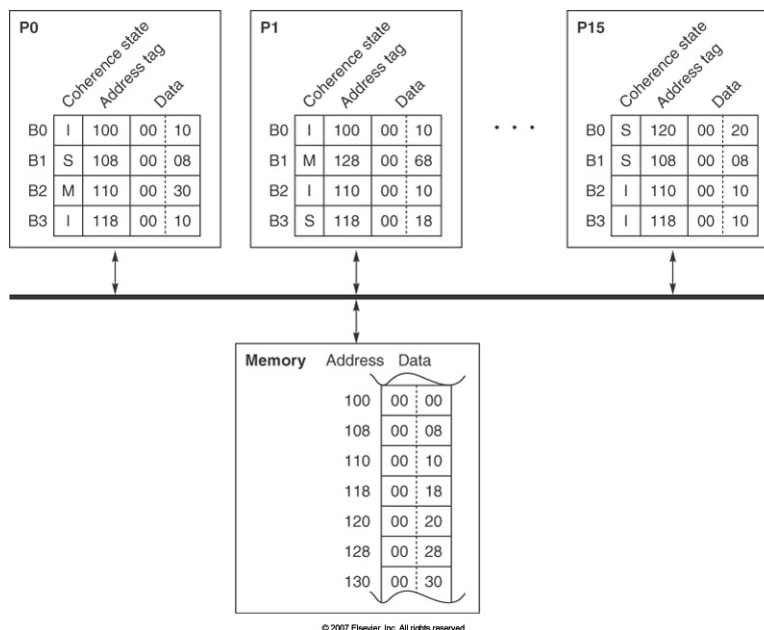 P0
Coherence state
Address tag
Data
B0 I 100 00 10
B1 S 108 00 08
B2 M 110 00 30
B3 I 118 00 10
P1
Coherence state
Address tag
Data
B0 I 100 00 10
B1 M 128 00 68
B2 I 110 00 10
B3 S 118 00 18
. . .
P15
Coherence state
Address tag
Data
B0 S 120 00 20
B1 S 108 00 08
B2 I 110 00 10
B3 I 118 00 10
Memory Address Data
100 00 00
108 00 08
110 00 10
118 00 18
120 00 20
128 00 28
130 00 30
© 2007 Elsevier, Inc. All rights reserved.